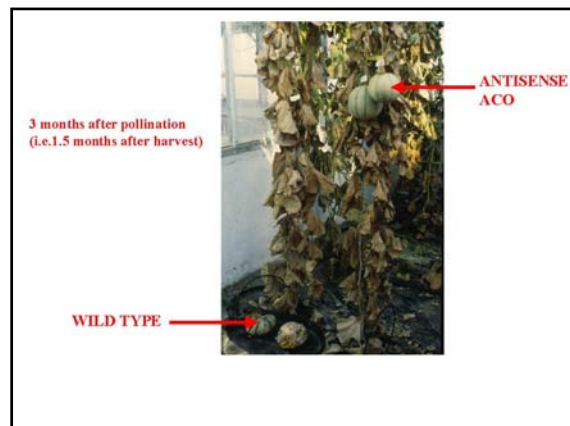 ANTISENSE
ACO
3 months after pollination
(i.e.1.5 months after harvest)
WILD TYPE